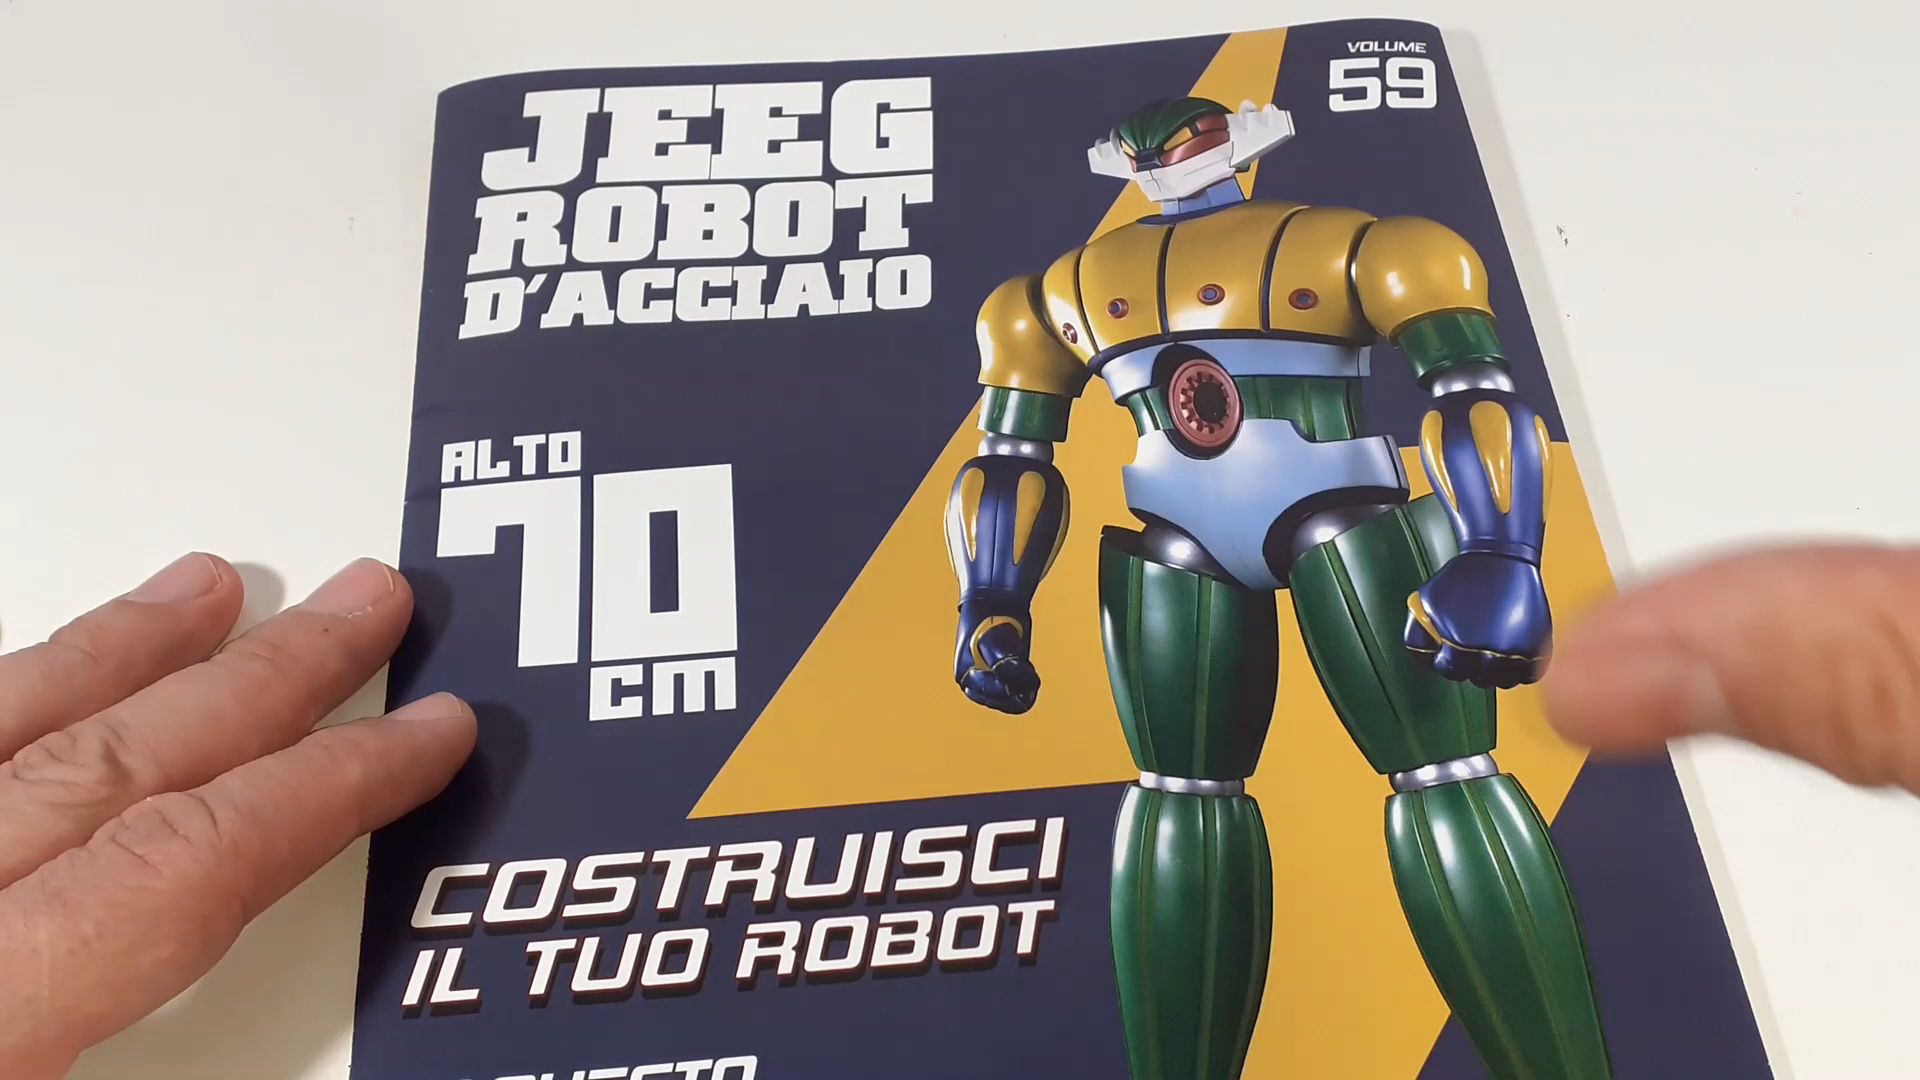 VOLUME
59
JEEG
ROBOT
D'ACCIAIO
ALTO
70
CM
COSTRUISCI
IL TUO ROBOT